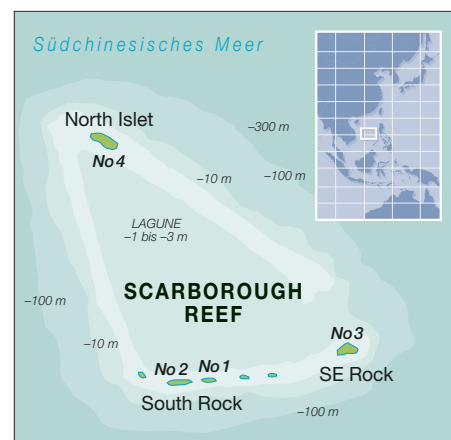 Südchinesisches Meer
North Islet
No 4
–300 m
–10 m
–100 m
LAGUNE
–1 bis –3 m
SCARBOROUGH
REEF
–100 m
–10 m
No 3
No 2
No 1
SE Rock
South Rock
–100 m